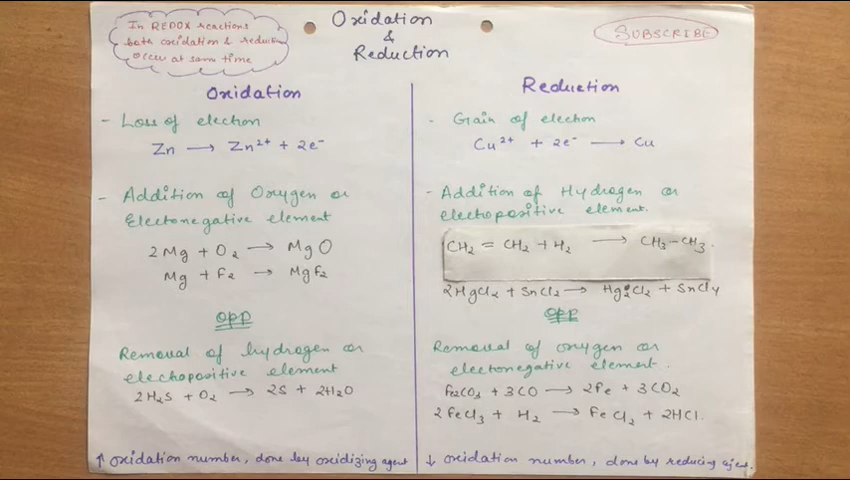 In REDOX reactions
both oxidation & reduction
occur at same time
Oxidation
&
Reduction
SUBSCRIBE
Oxidation
- Loss of electron
Zn → Zn²⁺ + 2e⁻
- Addition of Oxygen or
Electonegative element
2Mg + O₂ → MgO
Mg + F₂ → MgF₂
opp
Removal of hydrogen or
electropositive element
2H₂S + O₂ → 2S + 2H₂O
↑ oxidation number, done by oxidizing agent
Reduction
- Gain of electron
Cu²⁺ + 2e⁻ → Cu
- Addition of Hydrogen or
electropositive element.
CH₂ = CH₂ + H₂ → CH₃-CH₃.
2HgCl₂ + SnCl₂ → Hg₂Cl₂ + SnCl₄
opp
Removal of oxygen or
electonegative element.
+ 3CO → 2Fe + 3CO₂
2FeCl₃ + H₂ → FeCl₂ + 2HCl.
↓ oxidation number, done by reducing agent.